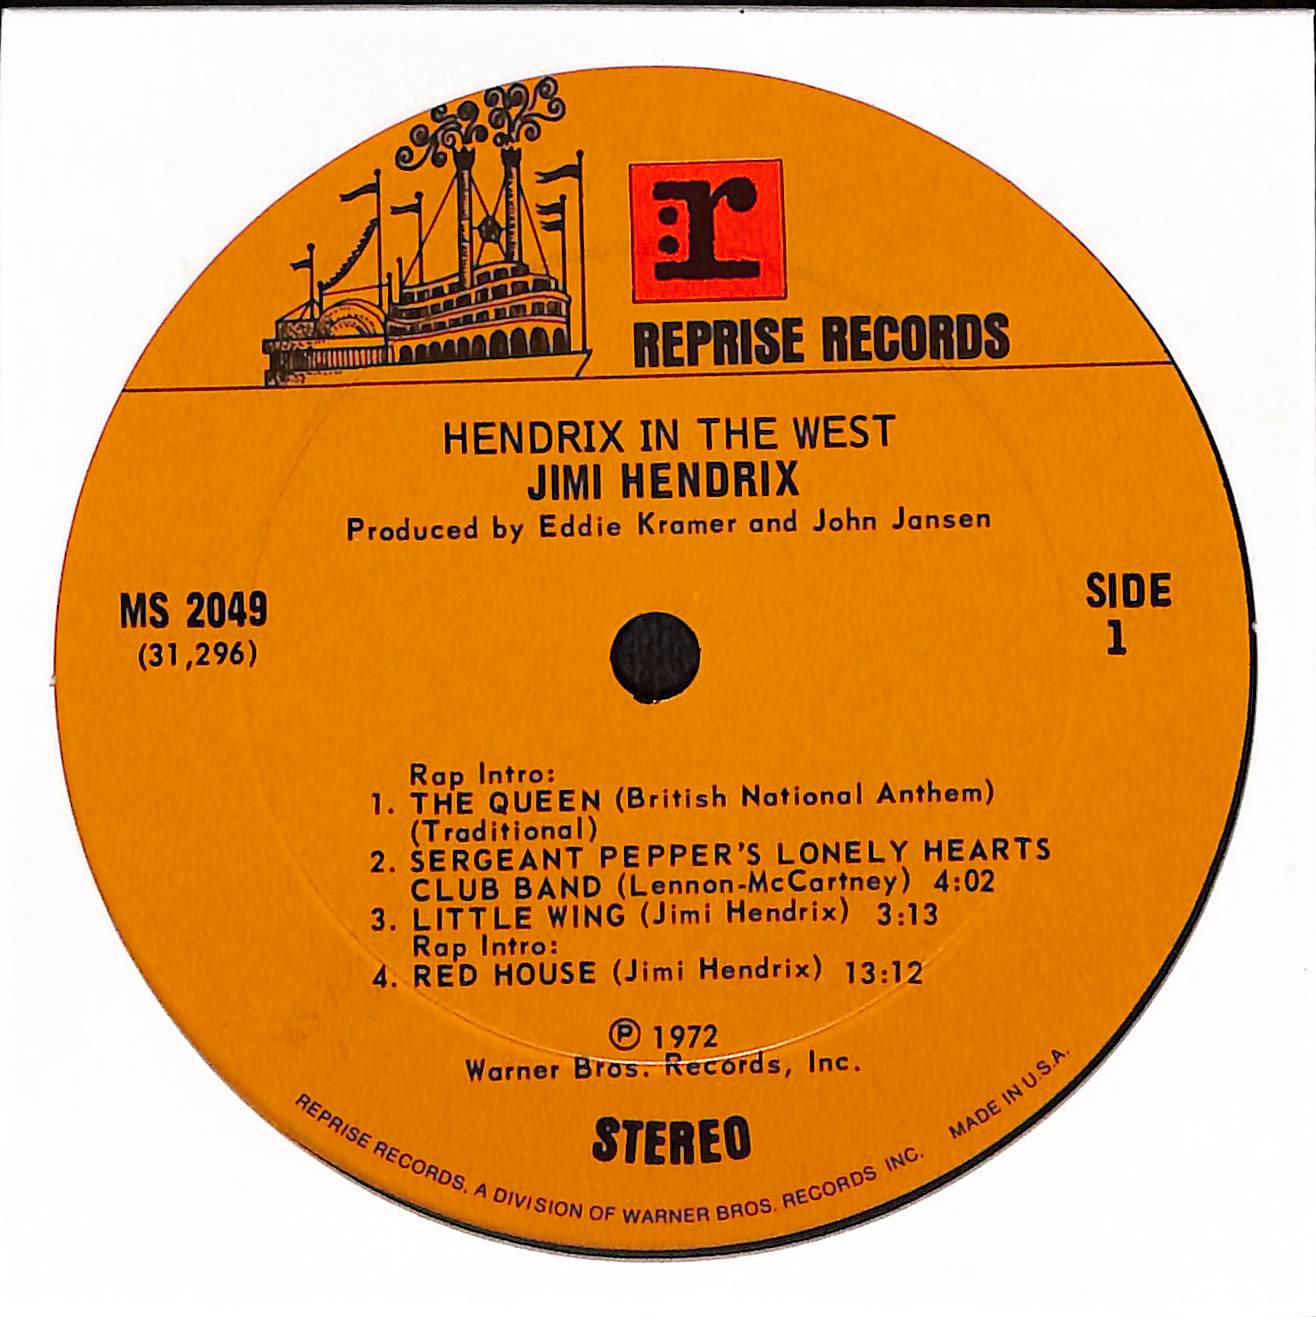 r:
REPRISE RECORDS
HENDRIX IN THE WEST
JIMI HENDRIX
Produced by Eddie Kramer and John Jansen
MS 2049
(31,296)
SIDE
1
Rap Intro:
1. THE QUEEN (British National Anthem)
(Traditional)
2. SERGEANT PEPPER'S LONELY HEARTS
CLUB BAND (Lennon-McCartney) 4:02
3. LITTLE WING (Jimi Hendrix) 3:13
Rap Intro:
4. RED HOUSE (Jimi Hendrix) 13:12
Ⓟ 1972
Warner Bros. Records, Inc.
STEREO
REPRISE RECORDS, A DIVISION OF WARNER BROS. RECORDS INC. MADE IN U.S.A.